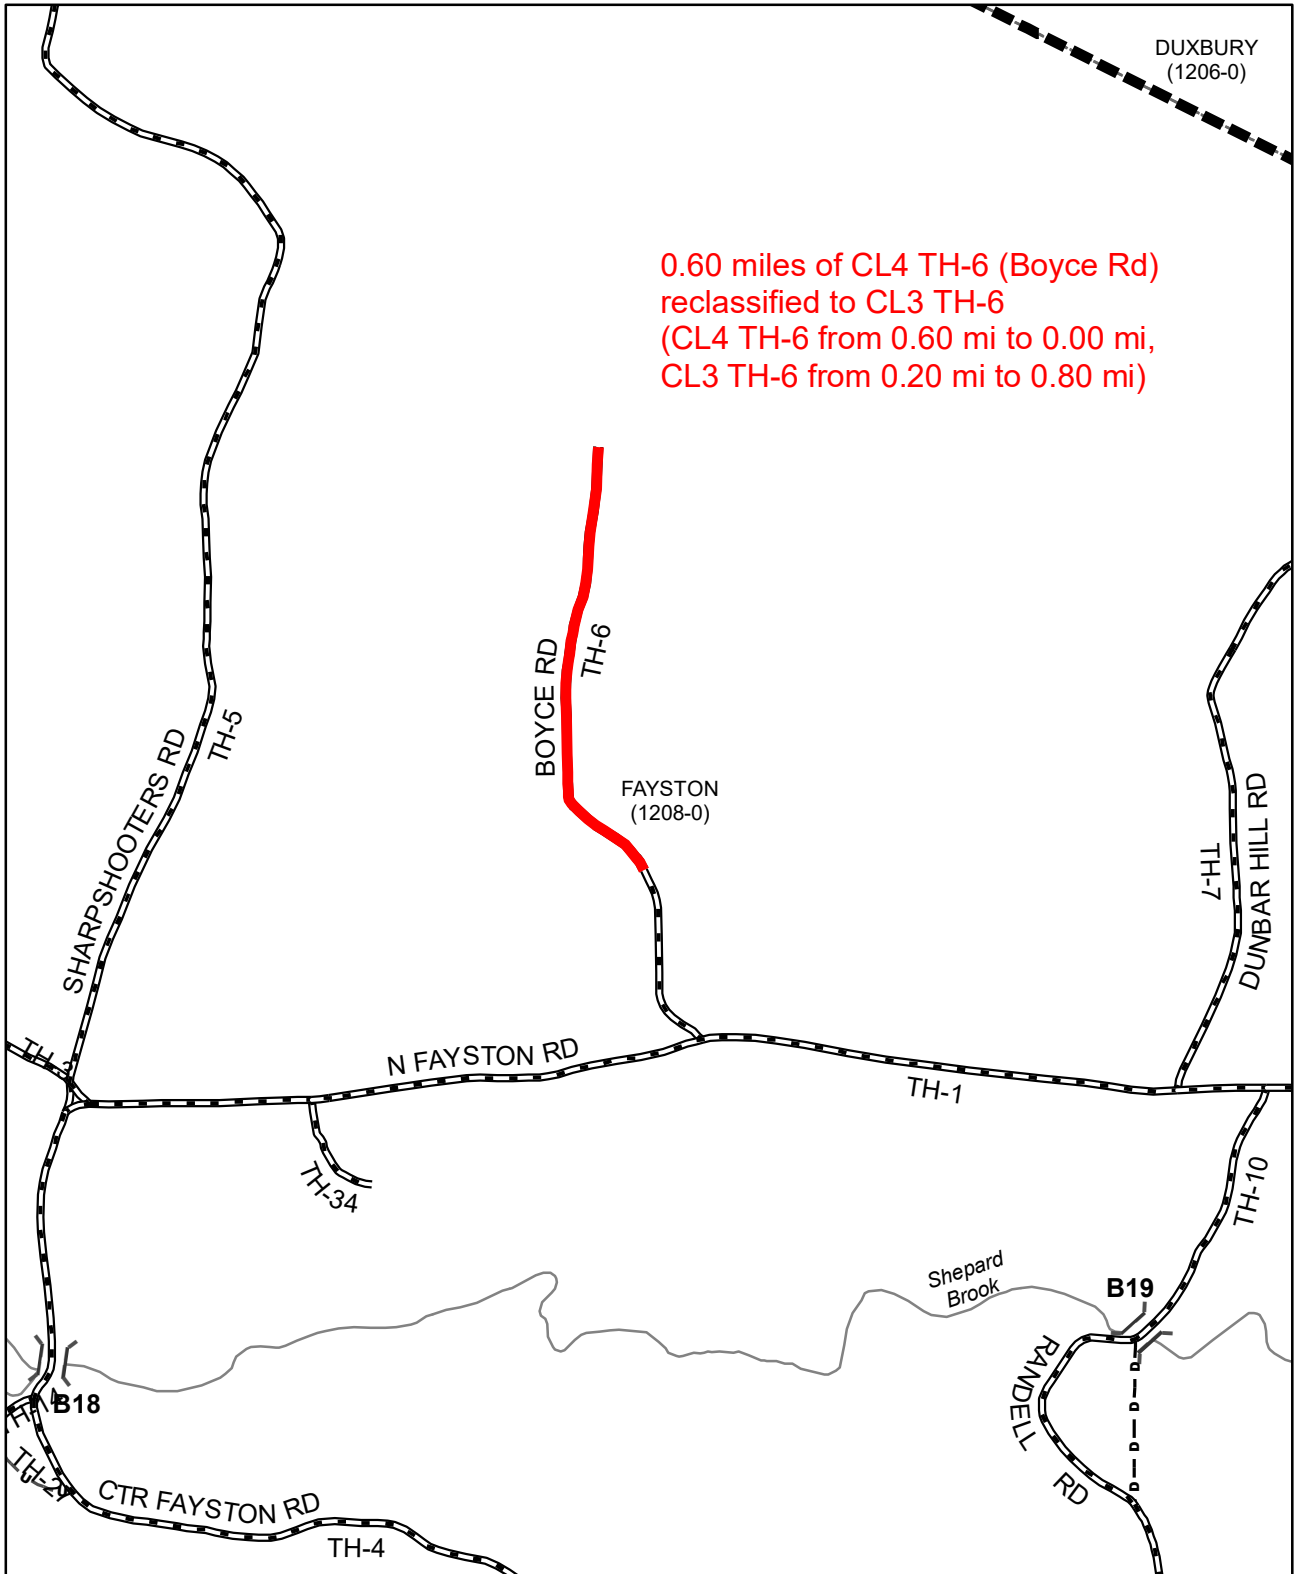 DUXBURY
(1206-0)
0.60 miles of CL4 TH-6 (Boyce Rd)
reclassified to CL3 TH-6
(CL4 TH-6 from 0.60 mi to 0.00 mi,
CL3 TH-6 from 0.20 mi to 0.80 mi)
BOYCE RD
TH-6
SHARPSHOOTERS RD
TH-5
FAYSTON
(1208-0)
TH-7
DUNBAR HILL RD
N FAYSTON RD
TH-1
TH-34
TH-10
Shepard
Brook
B19
RANDELL
RD
D
D
D
D
B18
CTR FAYSTON RD
TH-4